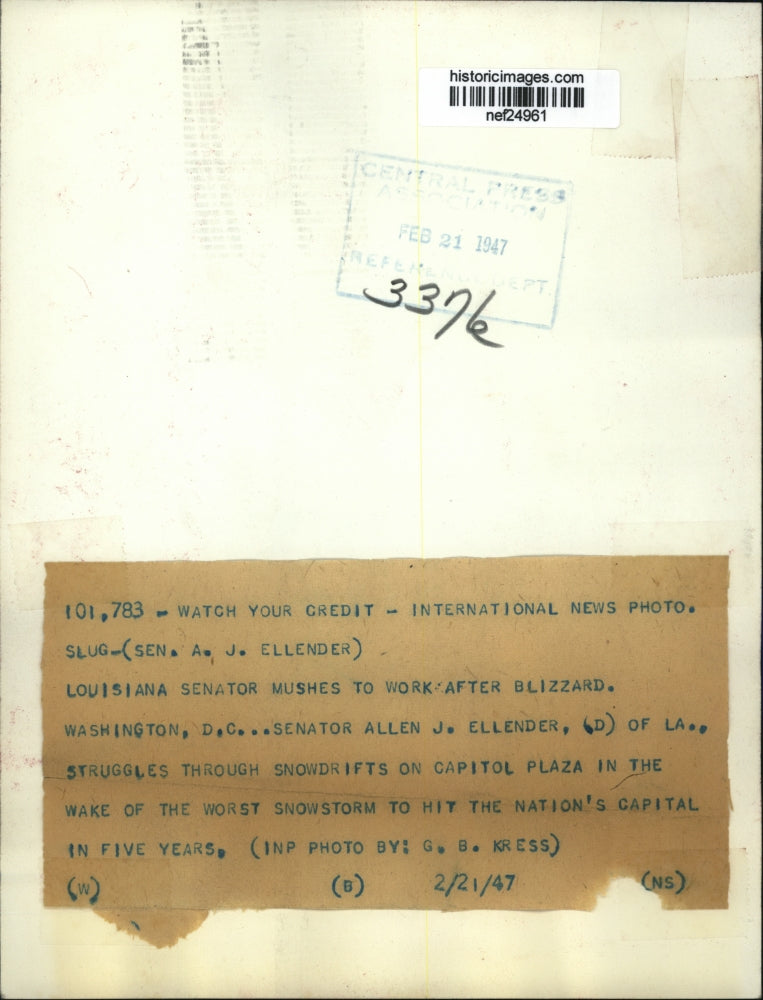 historicimages.com
nef24961
CENTRAL PRESS
ASSOCIATION
FEB 21 1947
REFERENCE DEPT.
3376
101,783 - WATCH YOUR CREDIT - INTERNATIONAL NEWS PHOTO.
SLUG-(SEN. A. J. ELLENDER)
LOUISIANA SENATOR MUSHES TO WORK AFTER BLIZZARD.
WASHINGTON, D.C...SENATOR ALLEN J. ELLENDER, (D) OF LA.,
STRUGGLES THROUGH SNOWDRIFTS ON CAPITOL PLAZA IN THE
WAKE OF THE WORST SNOWSTORM TO HIT THE NATION'S CAPITAL
IN FIVE YEARS. (INP PHOTO BY: G. B. KRESS)
(W) (B) 2/21/47 (NS)